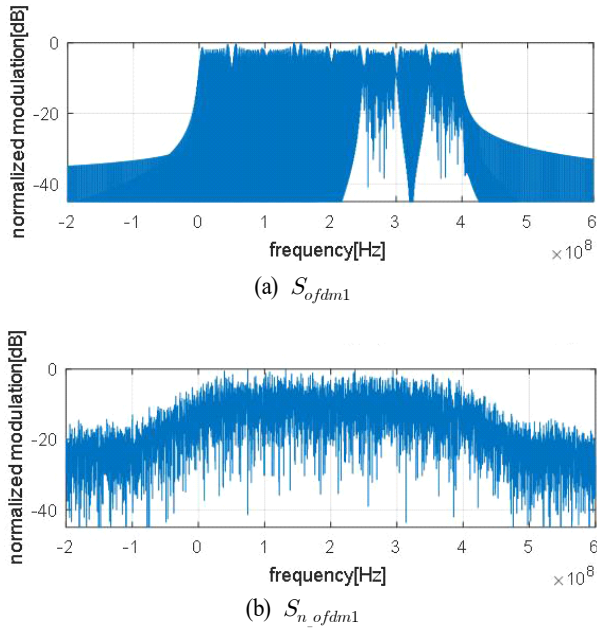 normalized modulation[dB]
0
-20
-40
-2 -1 0 1 2 3 4 5 6
frequency[Hz]
×10^8
(a) S_ofdm1
normalized modulation[dB]
0
-20
-40
-2 -1 0 1 2 3 4 5 6
frequency[Hz]
×10^8
(b) S_n_ofdm1